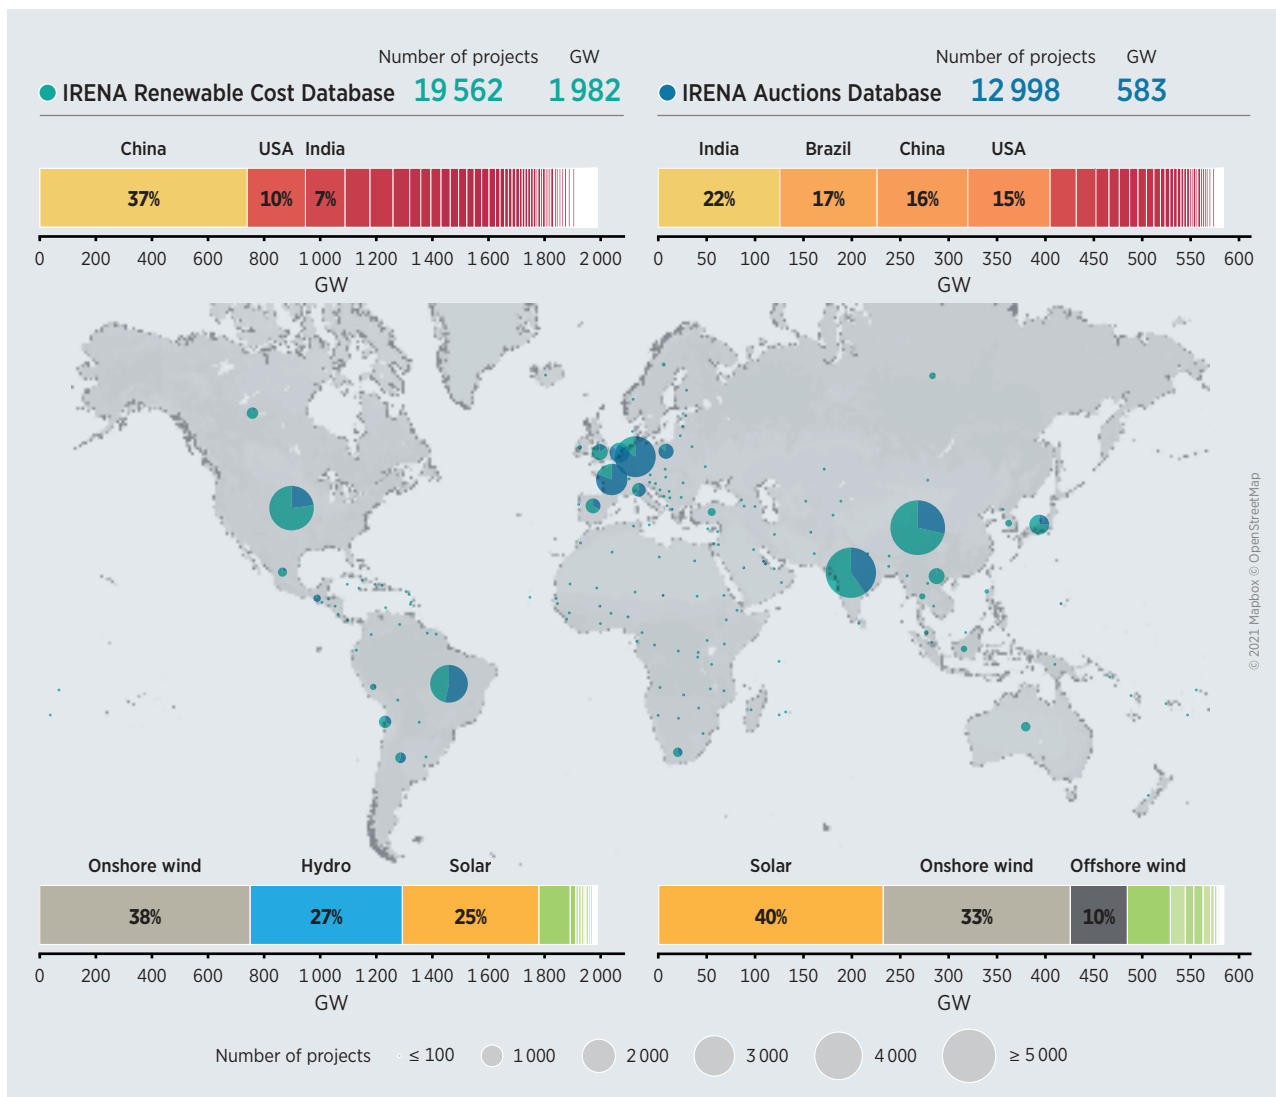 Number of projects GW
IRENA Renewable Cost Database 19 562 1 982
Number of projects GW
IRENA Auctions Database 12 998 583
China USA India
37% 10% 7%
0 200 400 600 800 1 000 1 200 1 400 1 600 1 800 2 000
GW
India Brazil China USA
22% 17% 16% 15%
0 50 100 150 200 250 300 350 400 450 500 550 600
GW
© 2021 Mapbox © OpenStreetMap
Onshore wind Hydro Solar
38% 27% 25%
0 200 400 600 800 1 000 1 200 1 400 1 600 1 800 2 000
GW
Solar Onshore wind Offshore wind
40% 33% 10%
0 50 100 150 200 250 300 350 400 450 500 550 600
GW
Number of projects ≤ 100 1 000 2 000 3 000 4 000 ≥ 5 000